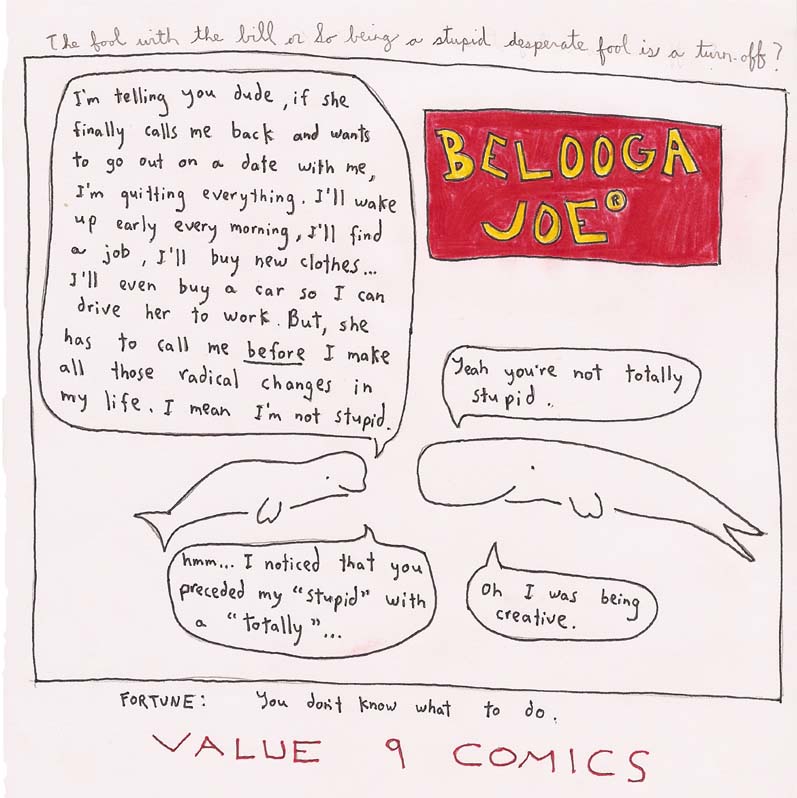 The fool with the bill or So being a stupid desperate fool is a turn-off?
I'm telling you dude, if she
finally calls me back and wants
to go out on a date with me,
I'm quitting everything. I'll wake
up early every morning, I'll find
a job, I'll buy new clothes...
I'll even buy a car so I can
drive her to work. But, she
has to call me before I make
all those radical changes in
my life. I mean I'm not stupid.
BELOOGA
JOE®
Yeah you're not totally
stupid.
hmm... I noticed that you
preceded my "stupid" with
a "totally"...
Oh I was being
creative.
FORTUNE: You don't know what to do.
VALUE 9 COMICS